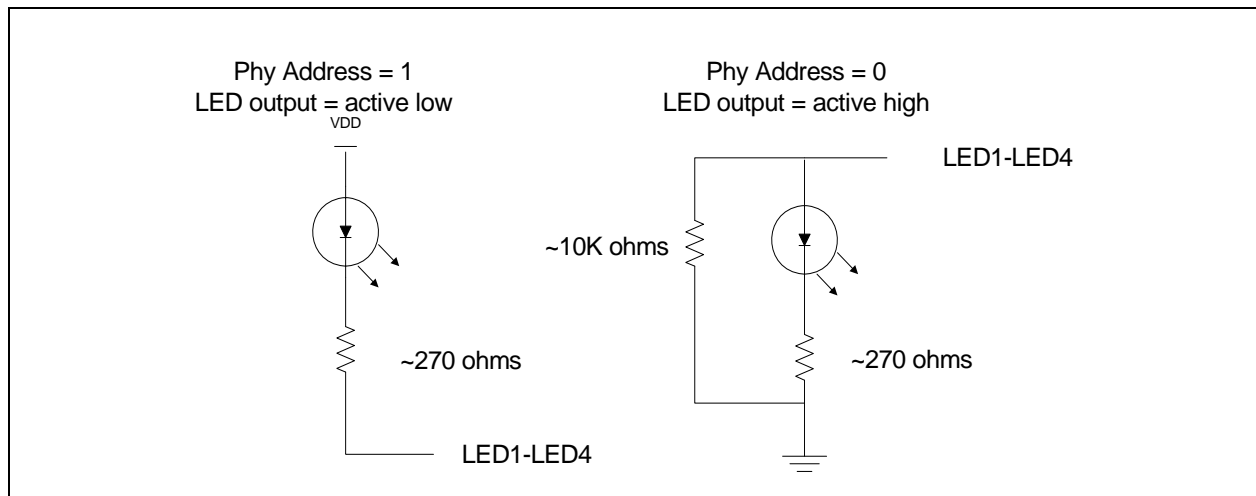 Phy Address = 1
LED output = active low
VDD
~270 ohms
LED1-LED4
Phy Address = 0
LED output = active high
LED1-LED4
~10K ohms
~270 ohms